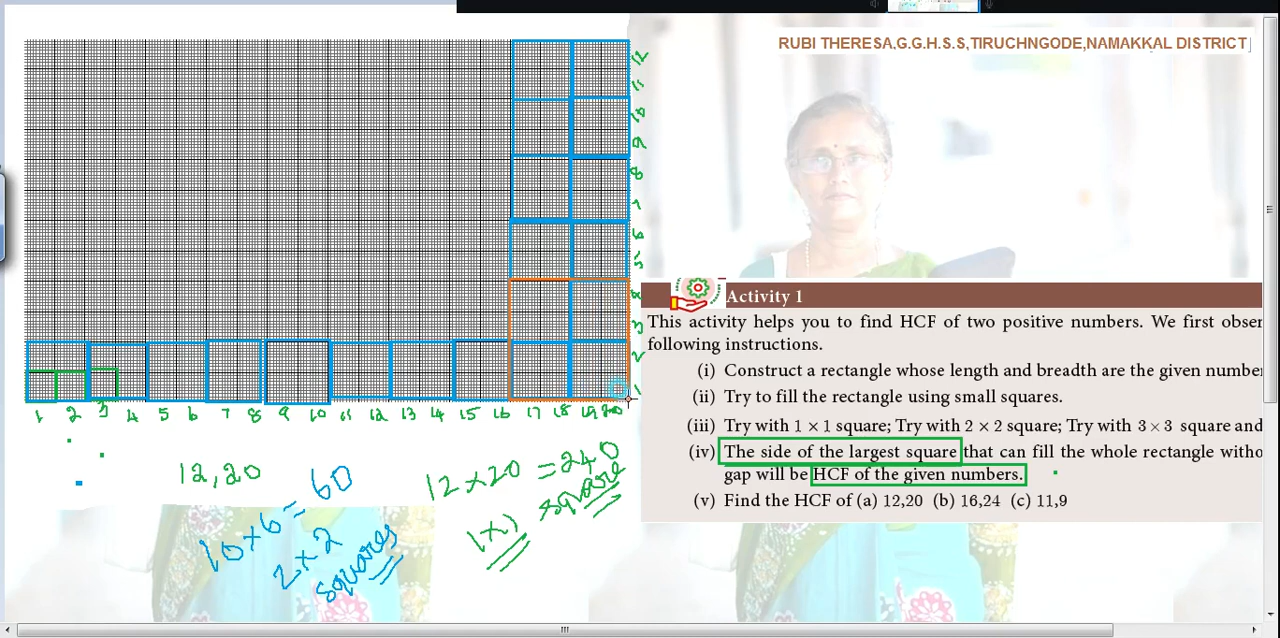 RUBI THERESA,G.G.H.S.S,TIRUCHNGODE,NAMAKKAL DISTRICT
12
11
10
9
8
7
6
5
4
3
2
1
1 2 3 4 5 6 7 8 9 10 11 12 13 14 15 16 17 18 19 20
12,20
10×6=60
2×2
squares
12×20=240
1×1 square
Activity 1
This activity helps you to find HCF of two positive numbers. We first obser
following instructions.
(i) Construct a rectangle whose length and breadth are the given numbe
(ii) Try to fill the rectangle using small squares.
(iii) Try with 1 × 1 square; Try with 2 × 2 square; Try with 3 × 3 square and
(iv) The side of the largest square that can fill the whole rectangle witho
gap will be HCF of the given numbers.
(v) Find the HCF of (a) 12,20 (b) 16,24 (c) 11,9